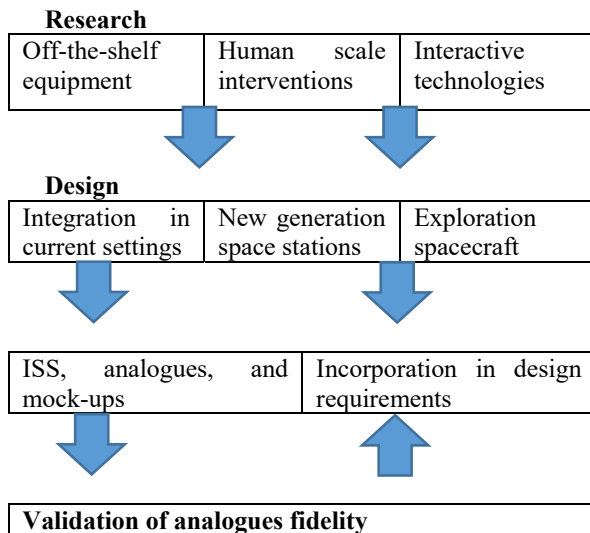 Research
Off-the-shelf equipment
Human scale interventions
Interactive technologies
Design
Integration in current settings
New generation space stations
Exploration spacecraft
ISS, analogues, and mock-ups
Incorporation in design requirements
Validation of analogues fidelity